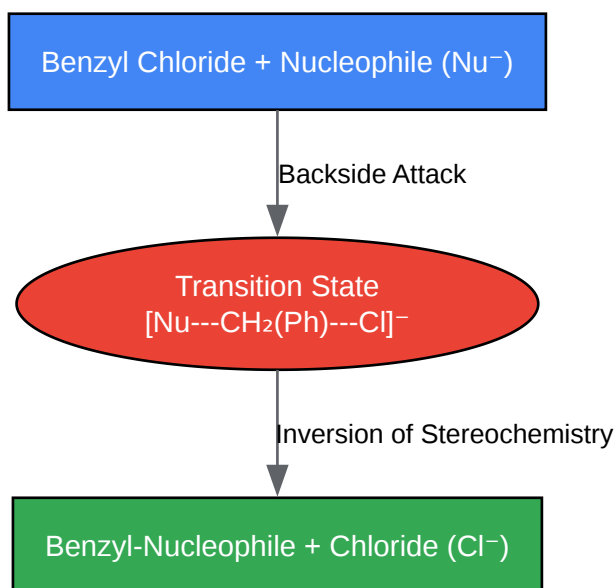 Benzyl Chloride + Nucleophile (Nu⁻)
Backside Attack
Transition State
[Nu---CH₂(Ph)---Cl]⁻
Inversion of Stereochemistry
Benzyl-Nucleophile + Chloride (Cl⁻)